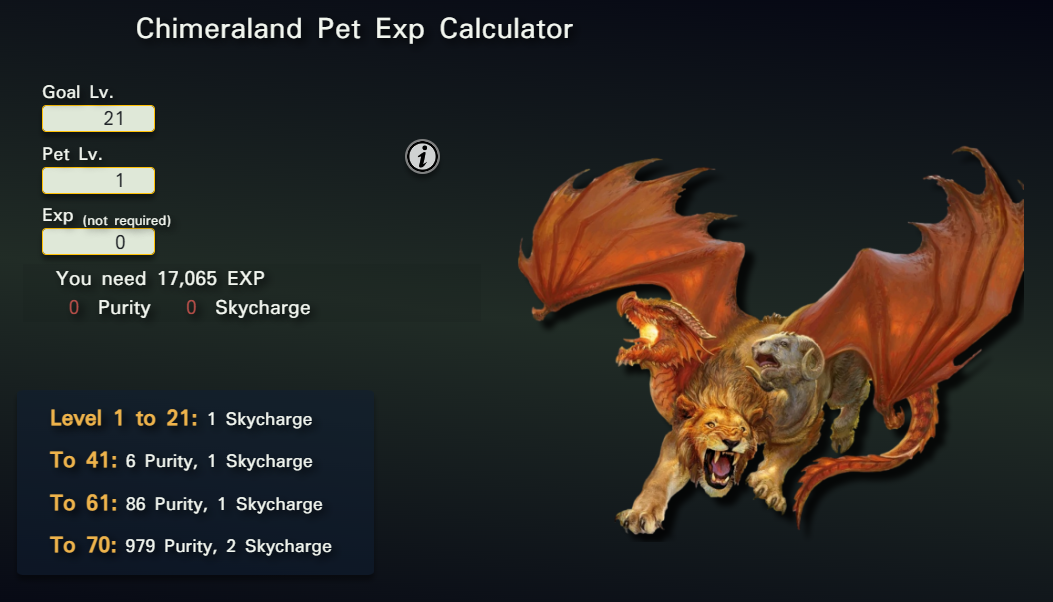 Chimeraland Pet Exp Calculator
Goal Lv.
21
Pet Lv.
1
Exp (not required)
0
You need 17,065 EXP
0 Purity 0 Skycharge
i
Level 1 to 21: 1 Skycharge
To 41: 6 Purity, 1 Skycharge
To 61: 86 Purity, 1 Skycharge
To 70: 979 Purity, 2 Skycharge